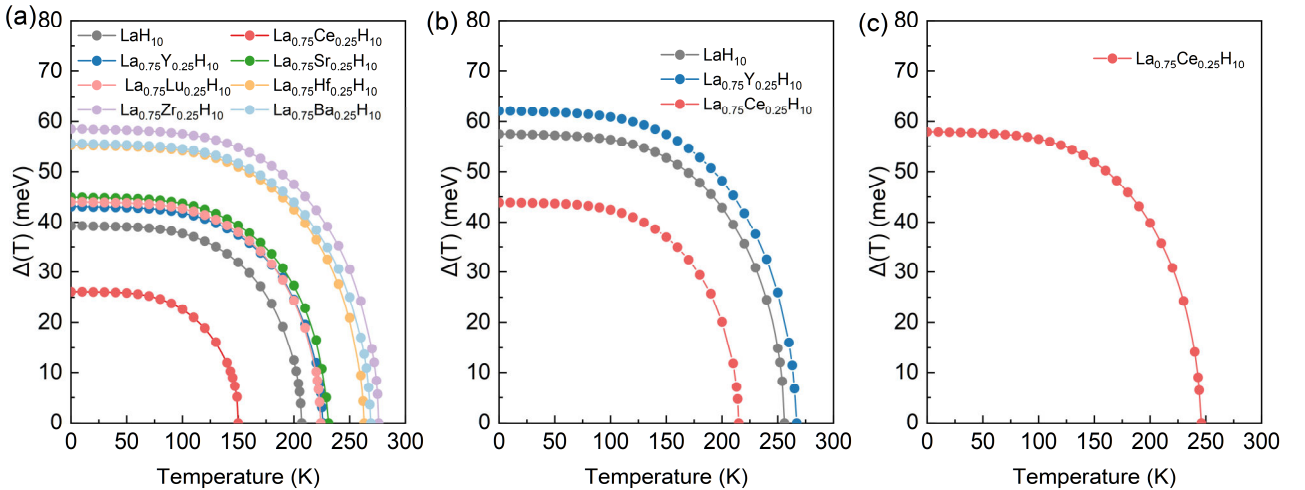 (a)
80
70
60
50
40
30
20
10
0
Δ(T) (meV)
LaH₁₀
La₀.₇₅Ce₀.₂₅H₁₀
La₀.₇₅Y₀.₂₅H₁₀
La₀.₇₅Sr₀.₂₅H₁₀
La₀.₇₅Lu₀.₂₅H₁₀
La₀.₇₅Hf₀.₂₅H₁₀
La₀.₇₅Zr₀.₂₅H₁₀
La₀.₇₅Ba₀.₂₅H₁₀
0 50 100 150 200 250 300
Temperature (K)
(b)
80
70
60
50
40
30
20
10
0
Δ(T) (meV)
LaH₁₀
La₀.₇₅Y₀.₂₅H₁₀
La₀.₇₅Ce₀.₂₅H₁₀
0 50 100 150 200 250 300
Temperature (K)
(c)
80
70
60
50
40
30
20
10
0
Δ(T) (meV)
La₀.₇₅Ce₀.₂₅H₁₀
0 50 100 150 200 250 300
Temperature (K)